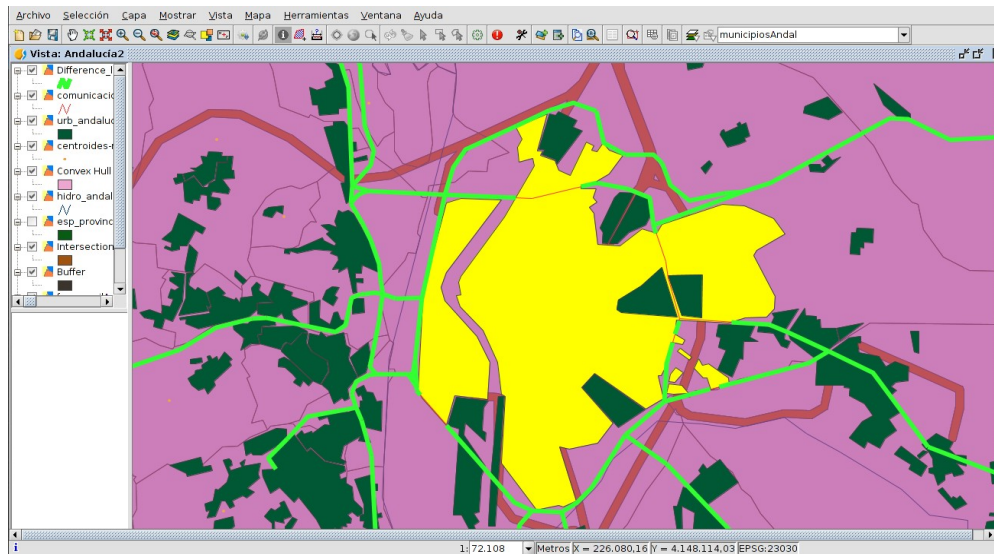 Archivo Selección Capa Mostrar Vista Mapa Herramientas Ventana Ayuda
municipiosAndal
Vista: Andalucía2
Difference_
comunicacio
urb_andaluc
centroides-
Convex Hull
hidro_andal
esp_provinc
Intersection
Buffer
1: 72.108 Metros X = 226.080,16 Y = 4.148.114,03 EPSG:23030